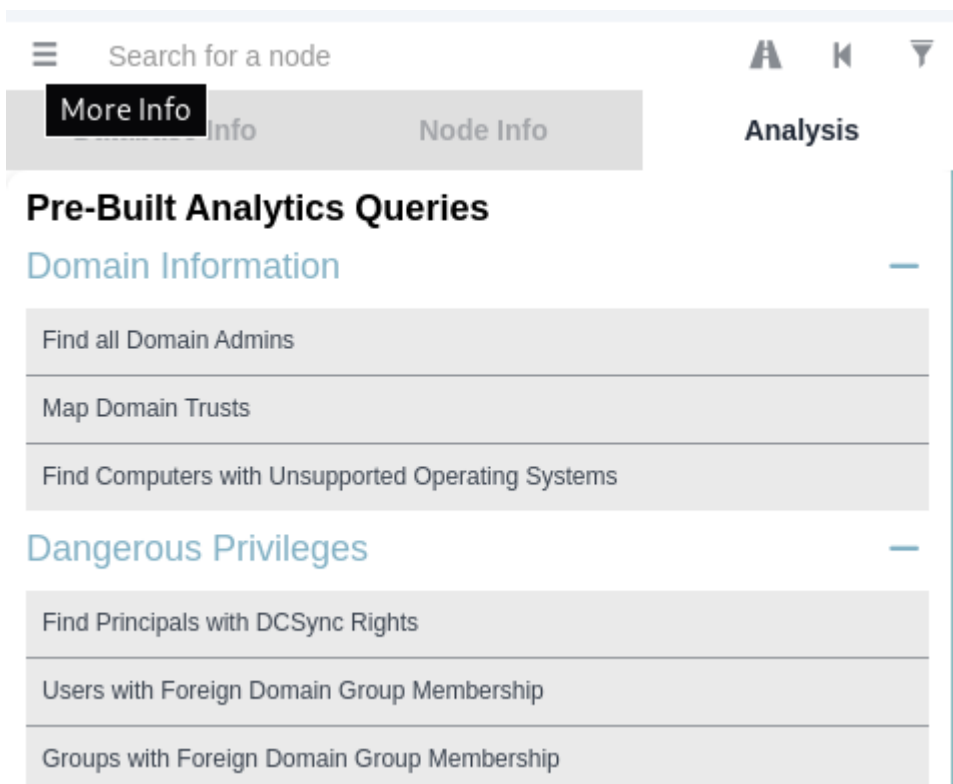 Search for a node
More Info
Info
Node Info
Analysis
Pre-Built Analytics Queries
Domain Information
Find all Domain Admins
Map Domain Trusts
Find Computers with Unsupported Operating Systems
Dangerous Privileges
Find Principals with DCSync Rights
Users with Foreign Domain Group Membership
Groups with Foreign Domain Group Membership